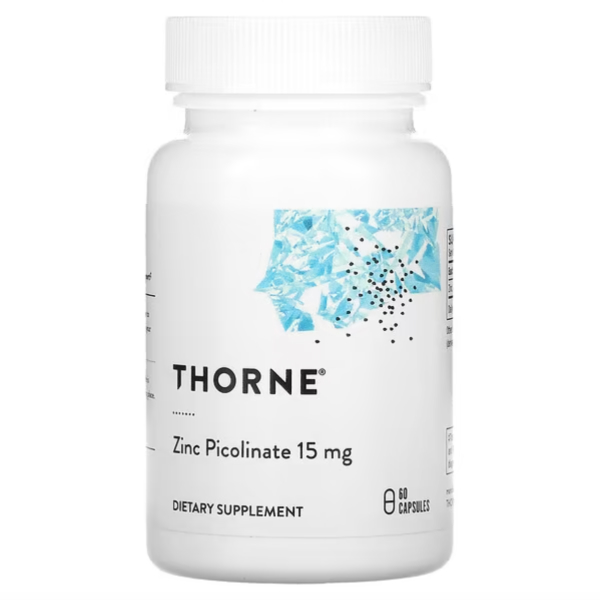 THORNE®
Zinc Picolinate 15 mg
DIETARY SUPPLEMENT
60
CAPSULES